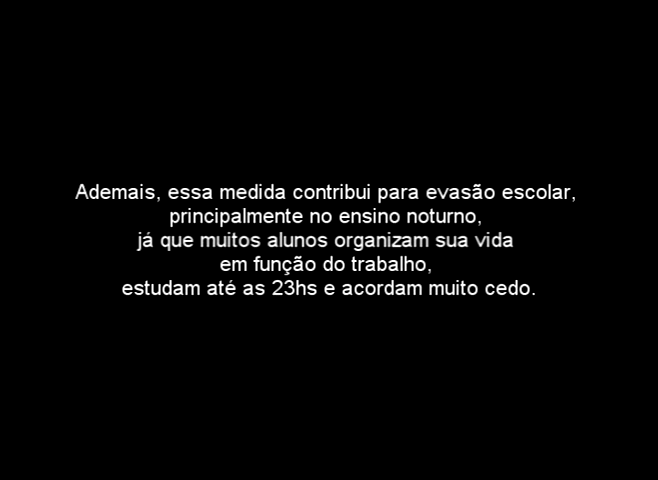 Ademais, essa medida contribui para evasão escolar,
principalmente no ensino noturno,
já que muitos alunos organizam sua vida
em função do trabalho,
estudam até as 23hs e acordam muito cedo.